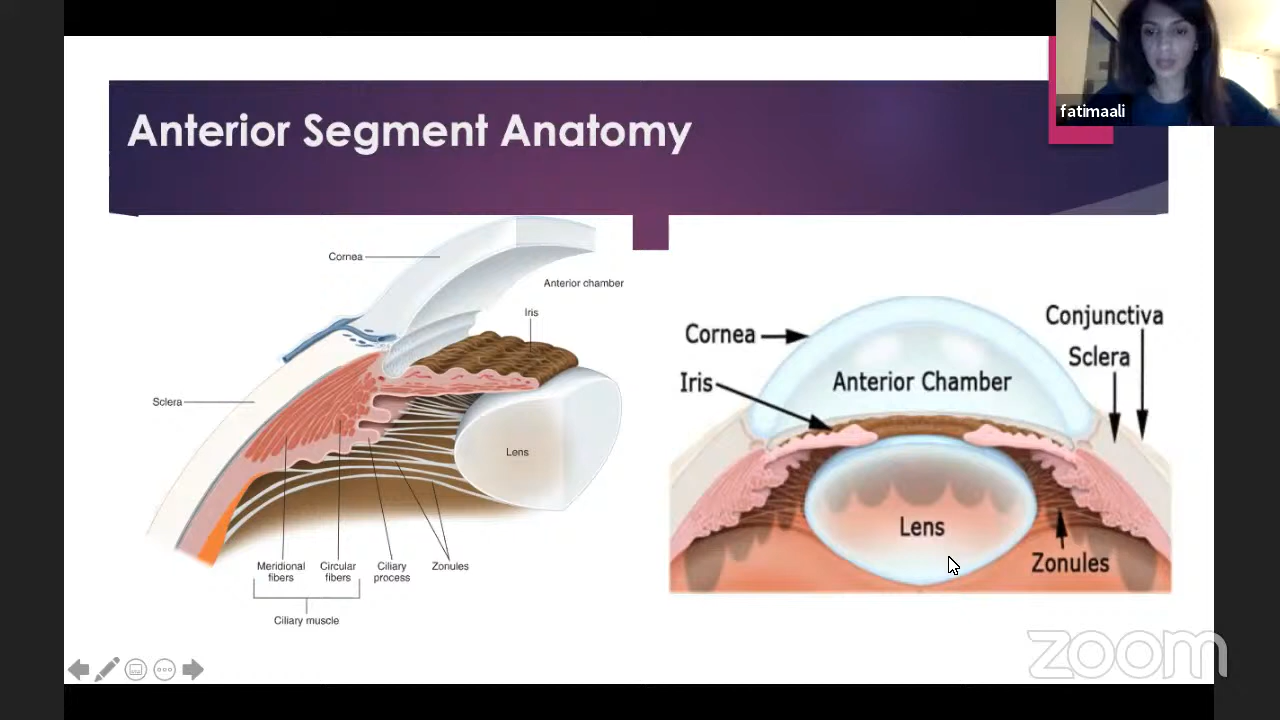 fatimaali
Anterior Segment Anatomy
Cornea
Anterior chamber
Iris
Sclera
Lens
Meridional
fibers
Circular
fibers
Ciliary
process
Zonules
Ciliary muscle
Cornea
Iris
Anterior Chamber
Conjunctiva
Sclera
Lens
Zonules
zoom